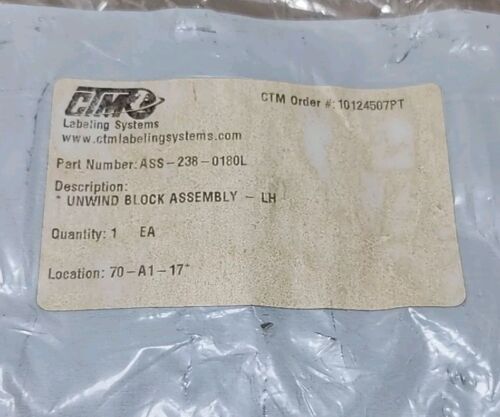 CTM
Labeling Systems
www.ctmlabelingsystems.com
CTM Order #: 10124507PT
Part Number: ASS-238-0180L
Description:
* UNWIND BLOCK ASSEMBLY - LH
Quantity: 1 EA
Location: 70-A1-17*